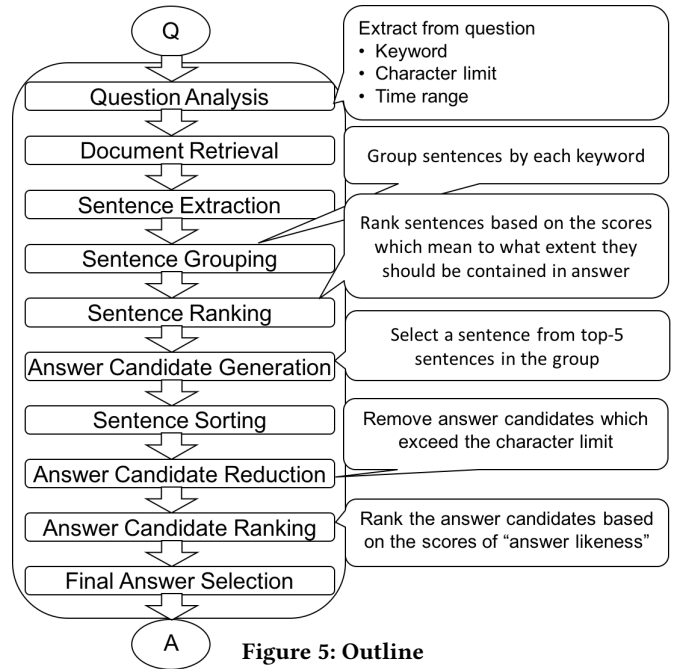 Q
Question Analysis
Document Retrieval
Sentence Extraction
Sentence Grouping
Sentence Ranking
Answer Candidate Generation
Sentence Sorting
Answer Candidate Reduction
Answer Candidate Ranking
Final Answer Selection
A
Extract from question
• Keyword
• Character limit
• Time range
Group sentences by each keyword
Rank sentences based on the scores
which mean to what extent they
should be contained in answer
Select a sentence from top-5
sentences in the group
Remove answer candidates which
exceed the character limit
Rank the answer candidates based
on the scores of “answer likeness”
Figure 5: Outline